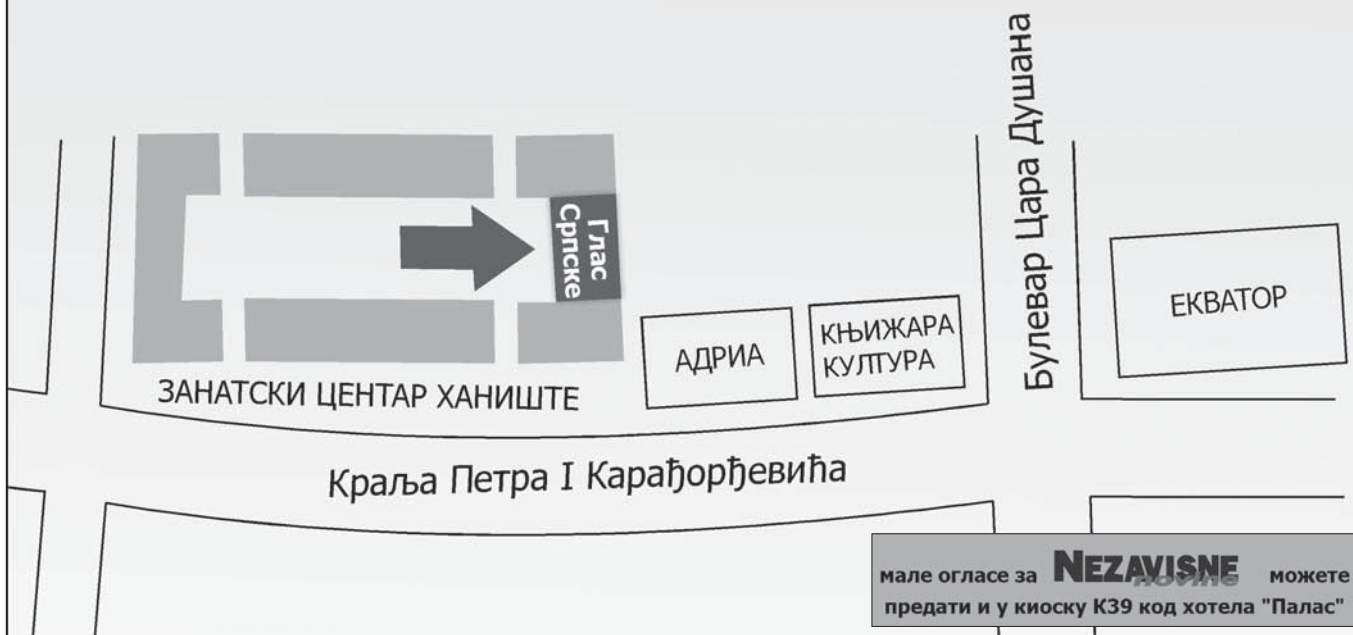 Булевар Цара Душана
Глас
Српске
ЕКВАТОР
КЊИЖАРА
КУЛТУРА
АДРИА
ЗАНАТСКИ ЦЕНТАР ХАНИШТЕ
Краља Петра I Карађорђевића
мале огласе за NEZAVISNE novine можете
предати и у киоску К39 код хотела "Палас"